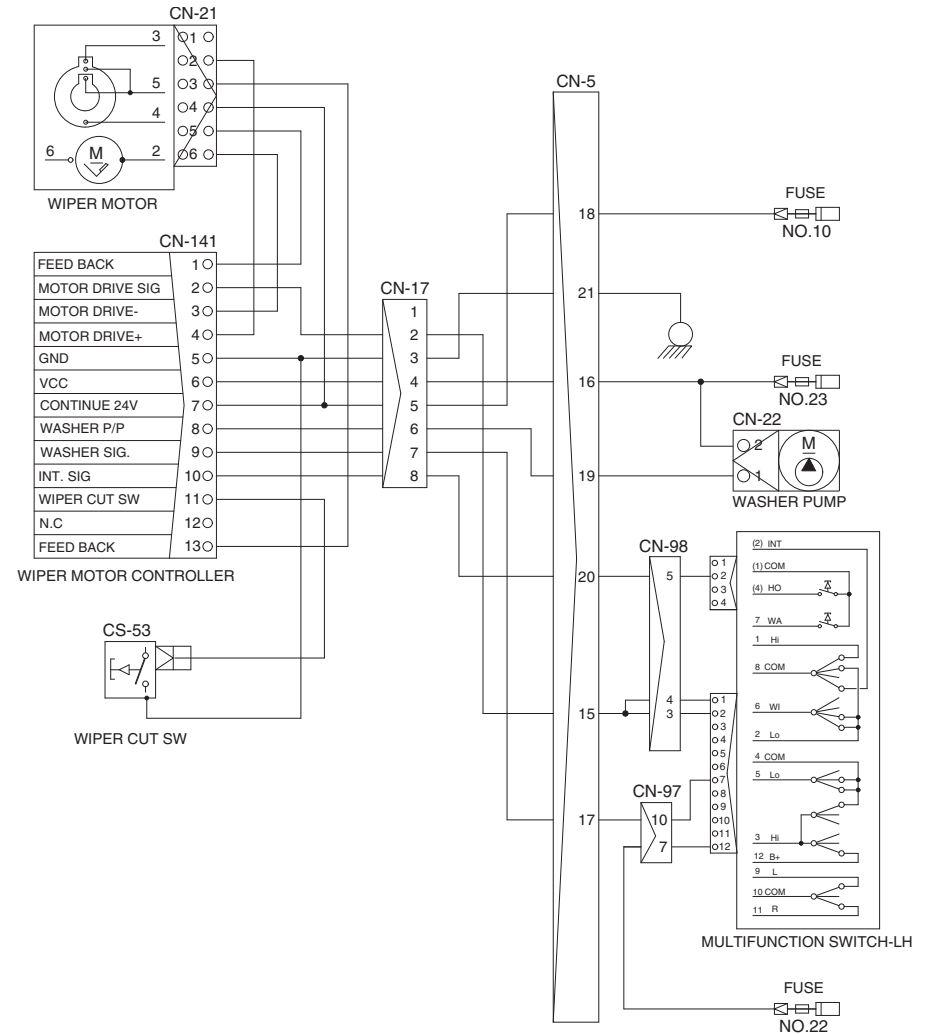 CN-21
3
5
4
6
M
2
1
2
3
4
5
6
WIPER MOTOR
CN-141
FEED BACK 1
MOTOR DRIVE SIG 2
MOTOR DRIVE- 3
MOTOR DRIVE+ 4
GND 5
VCC 6
CONTINUE 24V 7
WASHER P/P 8
WASHER SIG. 9
INT. SIG 10
WIPER CUT SW 11
N.C 12
FEED BACK 13
WIPER MOTOR CONTROLLER
CS-53
WIPER CUT SW
CN-17
1
2
3
4
5
6
7
8
CN-5
18
21
16
19
20
15
17
FUSE
NO.10
FUSE
NO.23
CN-22
2
1
M
WASHER PUMP
CN-98
5
4
3
CN-97
10
7
1
2
3
4
1
2
3
4
5
6
7
8
9
10
11
12
(2) INT
(1) COM
(4) HO
7 WA
1 Hi
8 COM
6 WI
2 Lo
4 COM
5 Lo
3 Hi
12 B+
9 L
10 COM
11 R
MULTIFUNCTION SWITCH-LH
FUSE
NO.22